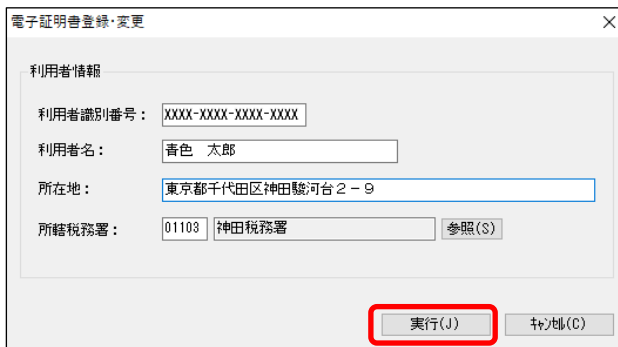 電子証明書登録･変更
利用者情報
利用者識別番号：
XXXX-XXXX-XXXX-XXXX
利用者名：
青色　太郎
所在地：
東京都千代田区神田駿河台２－９
所轄税務署：
01103 神田税務署 参照(S)
実行(J) ｷｬﾝｾﾙ(C)